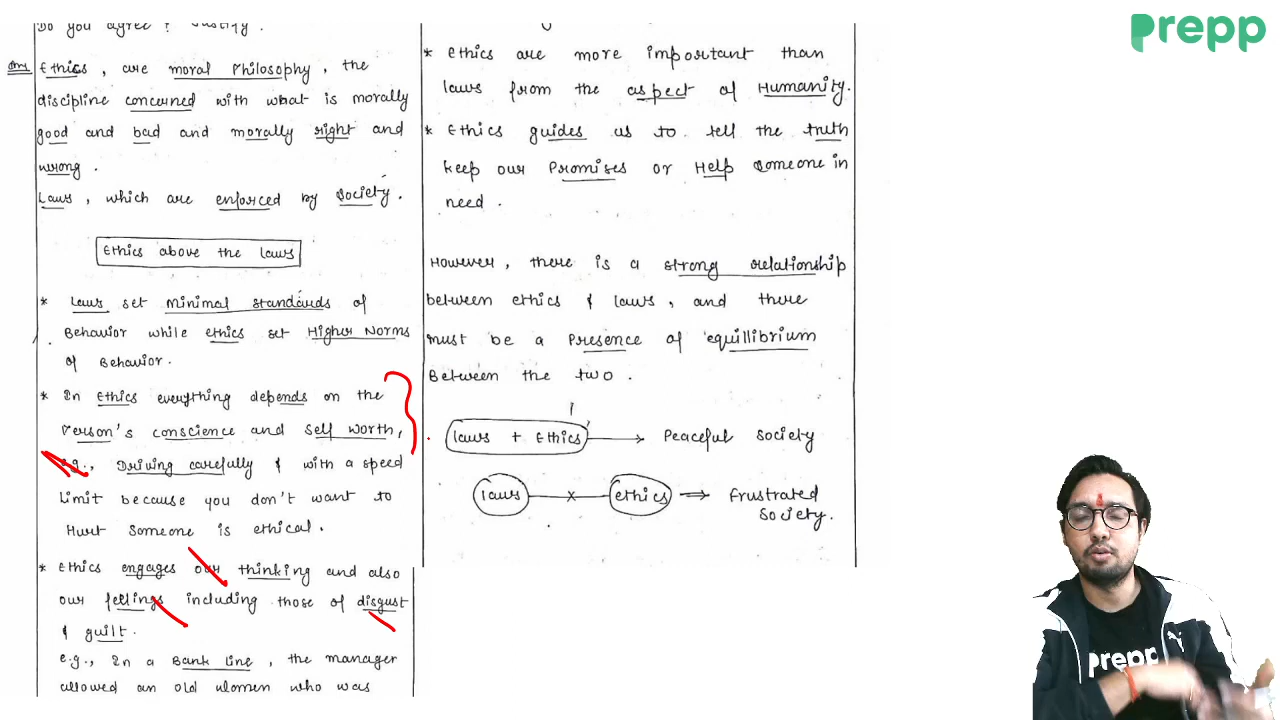 Do you agree ? Justify.
Ans Ethics, are moral Philosophy, the
discipline concerned with what is morally
good and bad and morally right and
wrong.
Laws, which are enforced by Society.
Ethics above the laws
* Laws set minimal standards of
Behavior while ethics set Higher Norms
of Behavior.
* In Ethics everything depends on the
Person's conscience and self worth,
e.g., Driving carefully & with a speed
limit because you don't want to
Hurt Someone is ethical.
* Ethics engages our thinking and also
our fellings including those of disgust
& guilt.
e.g., In a Bank line, the manager
allowed an old women who was
* Ethics are more important than
laws from the aspect of Humanity.
* Ethics guides us to tell the truth
keep our Promises or Help Someone in
need.
However, there is a strong relationship
between ethics & laws, and there
must be a Presence of equilibrium
Between the two.
laws + Ethics → Peaceful Society
laws —x— ethics ⇒ Frustrated
Society.
Prepp
prepp